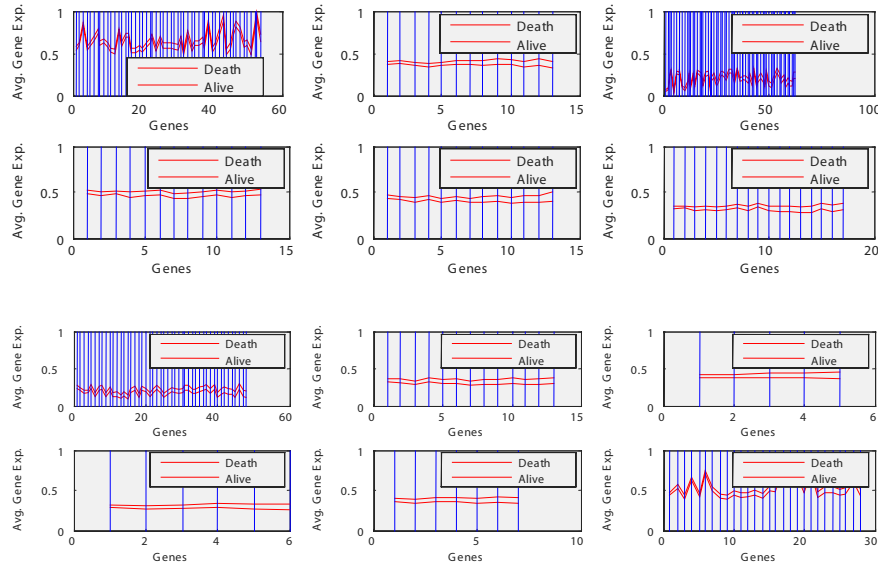 1
0.5
0
Avg. Gene Exp.
Death
Alive
0 20 40 60
Genes
1
0.5
0
Avg. Gene Exp.
Death
Alive
0 5 10 15
Genes
1
0.5
0
Avg. Gene Exp.
Death
Alive
0 50 100
Genes
1
0.5
0
Avg. Gene Exp.
Death
Alive
0 5 10 15
Genes
1
0.5
0
Avg. Gene Exp.
Death
Alive
0 5 10 15
Genes
1
0.5
0
Avg. Gene Exp.
Death
Alive
0 10 20
Genes
1
0.5
0
Avg. Gene Exp.
Death
Alive
0 20 40 60
Genes
1
0.5
0
Avg. Gene Exp.
Death
Alive
0 5 10 15
Genes
1
0.5
0
Avg. Gene Exp.
Death
Alive
0 2 4 6
Genes
1
0.5
0
Avg. Gene Exp.
Death
Alive
0 2 4 6
Genes
1
0.5
0
Avg. Gene Exp.
Death
Alive
0 5 10
Genes
1
0.5
0
Avg. Gene Exp.
Death
Alive
0 10 20 30
Genes